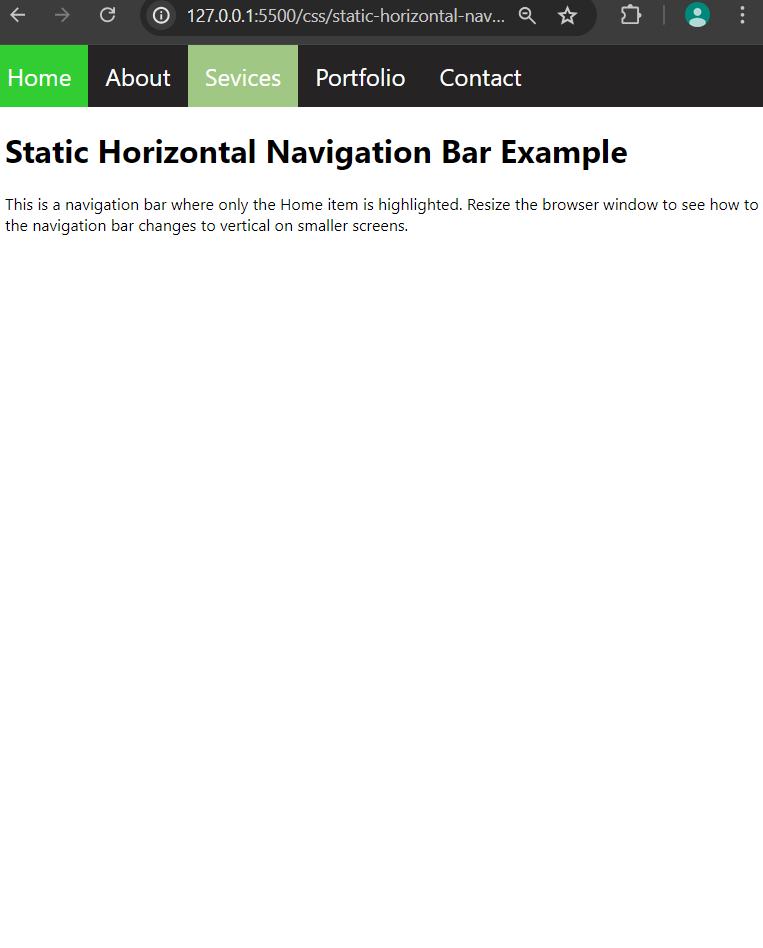 127.0.0.1:5500/css/static-horizontal-nav...
Home About Sevices Portfolio Contact
Static Horizontal Navigation Bar Example
This is a navigation bar where only the Home item is highlighted. Resize the browser window to see how to
the navigation bar changes to vertical on smaller screens.